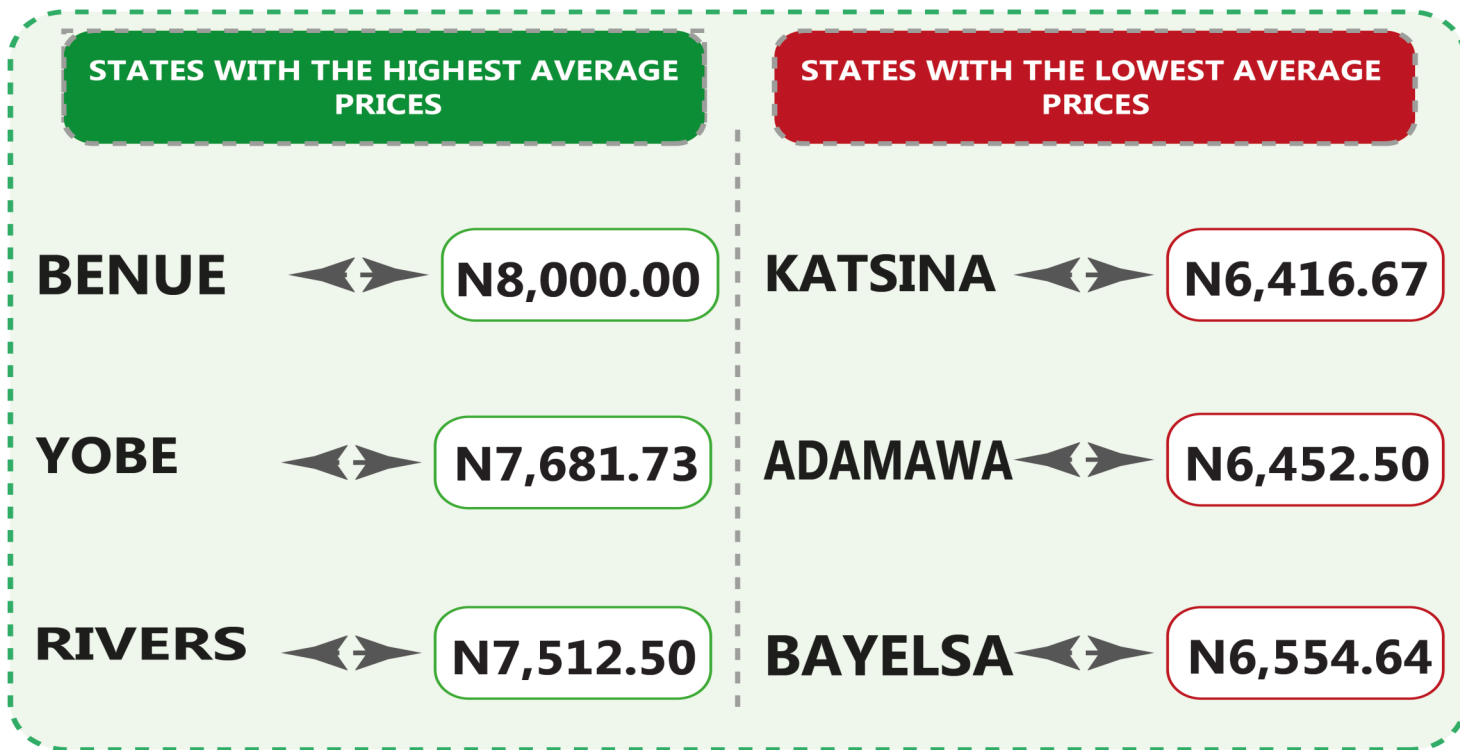 STATES WITH THE HIGHEST AVERAGE
PRICES
BENUE N8,000.00
YOBE N7,681.73
RIVERS N7,512.50
STATES WITH THE LOWEST AVERAGE
PRICES
KATSINA N6,416.67
ADAMAWA N6,452.50
BAYELSA N6,554.64